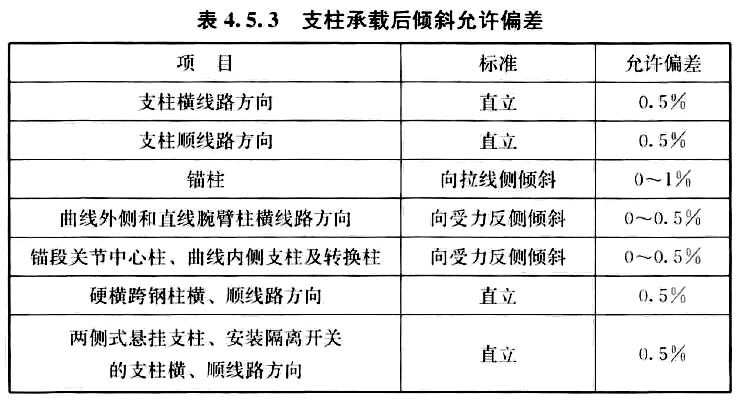 表 4.5.3 支柱承载后倾斜允许偏差
项 目 标准 允许偏差
支柱横线路方向 直立 0.5%
支柱顺线路方向 直立 0.5%
锚柱 向拉线侧倾斜 0～1%
曲线外侧和直线腕臂柱横线路方向 向受力反侧倾斜 0～0.5%
锚段关节中心柱、曲线内侧支柱及转换柱 向受力反侧倾斜 0～0.5%
硬横跨钢柱横、顺线路方向 直立 0.5%
两侧式悬挂支柱、安装隔离开关
的支柱横、顺线路方向 直立 0.5%